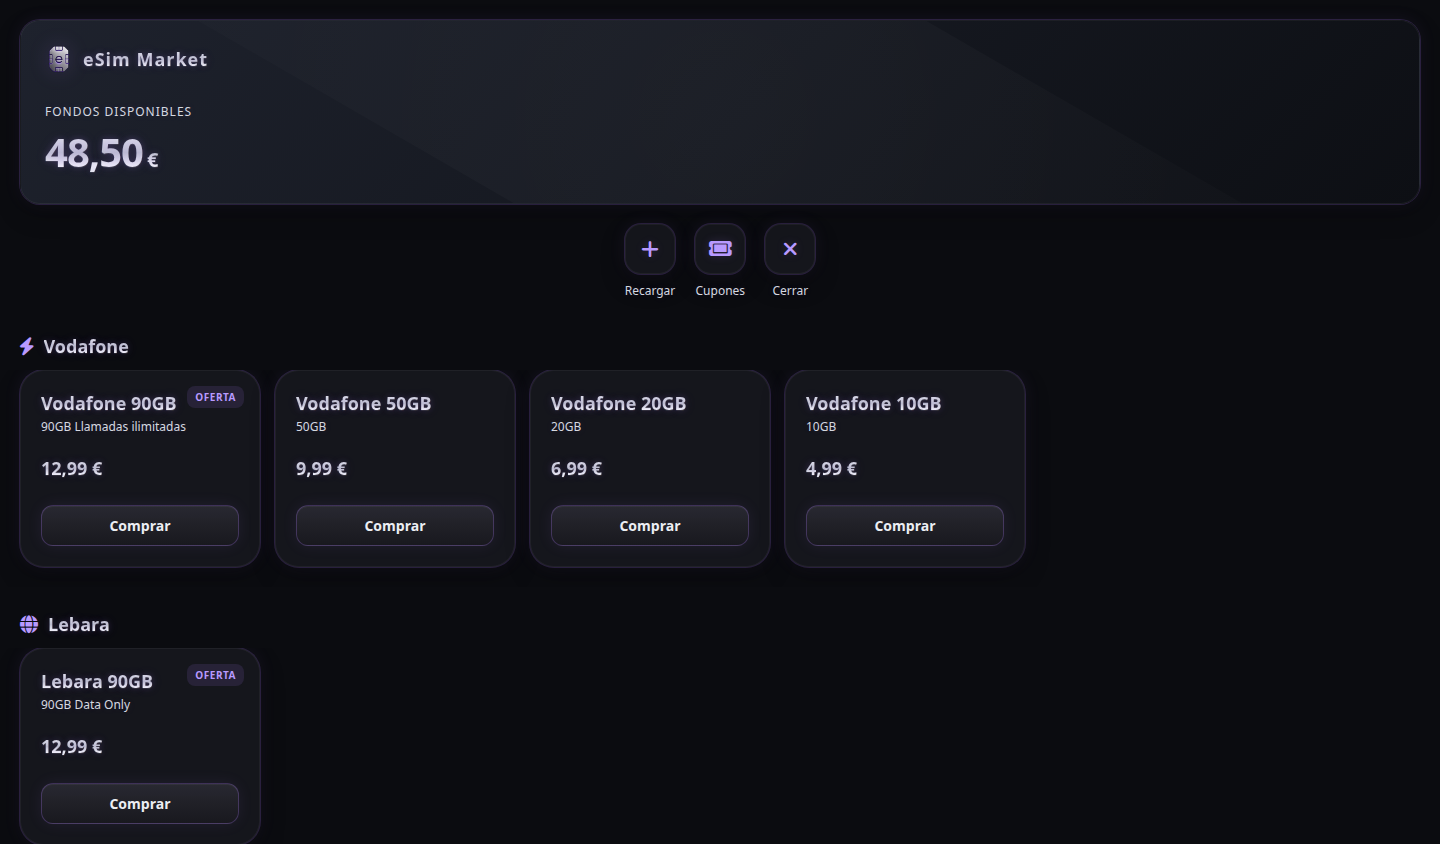 eSim Market
FONDOS DISPONIBLES
48,50 €
Recargar
Cupones
Cerrar
Vodafone
Vodafone 90GB
OFERTA
90GB Llamadas ilimitadas
12,99 €
Comprar
Vodafone 50GB
50GB
9,99 €
Comprar
Vodafone 20GB
20GB
6,99 €
Comprar
Vodafone 10GB
10GB
4,99 €
Comprar
Lebara
Lebara 90GB
OFERTA
90GB Data Only
12,99 €
Comprar